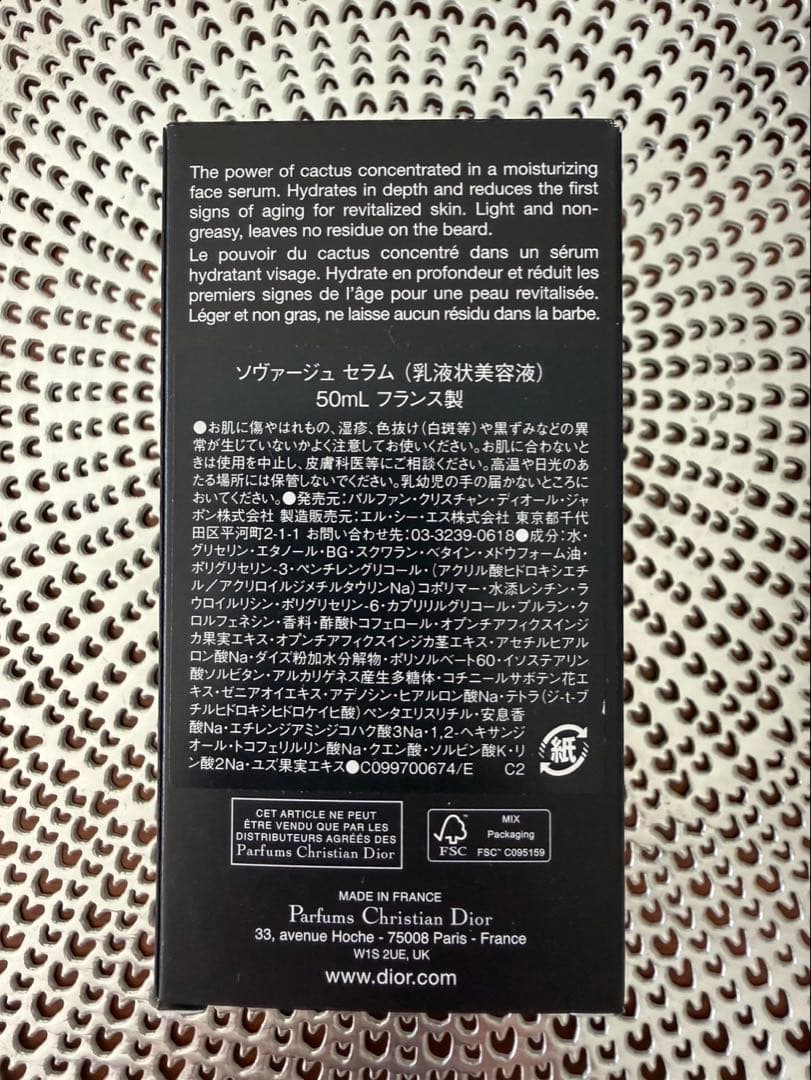 The power of cactus concentrated in a moisturizing
face serum. Hydrates in depth and reduces the first
signs of aging for revitalized skin. Light and non-
greasy, leaves no residue on the beard.
Le pouvoir du cactus concentré dans un sérum
hydratant visage. Hydrate en profondeur et réduit les
premiers signes de l'âge pour une peau revitalisée.
Léger et non gras, ne laisse aucun résidu dans la barbe.
ソヴァージュ セラム（乳液状美容液）
50mL フランス製
●お肌に傷やはれもの、湿疹、色抜け(白斑等)や黒ずみなどの異
常が生じていないかよく注意してお使いください。お肌に合わないと
きは使用を中止し、皮膚科医等にご相談ください。高温や日光のあ
たる場所には保管しないでください。乳幼児の手の届かないところに
おいてください。●発売元：パルファン・クリスチャン・ディオール・ジャ
ポン株式会社 製造販売元：エル・シー・エス株式会社 東京都千代
田区平河町2-1-1 お問い合わせ先：03-3239-0618●成分：水・
グリセリン・エタノール・BG・スクワラン・ベタイン・メドウフォーム油・
ポリグリセリン-3・ペンチレングリコール・（アクリル酸ヒドロキシエチ
ル／アクリロイルジメチルタウリンNa）コポリマー・水添レシチン・ラ
ウロイルリシン・ポリグリセリン-6・カプリリルグリコール・プルラン・ク
ロルフェネシン・香料・酢酸トコフェロール・オプンチアフィクスインジ
カ果実エキス・オプンチアフィクスインジカ茎エキス・アセチルヒアル
ロン酸Na・ダイズ粉加水分解物・ポリソルベート60・イソステアリン
酸ソルビタン・アルカリゲネス産生多糖体・コチニールサボテン花エ
キス・ゼニアオイエキス・アデノシン・ヒアルロン酸Na・テトラ（ジ-t-ブ
チルヒドロキシヒドロケイヒ酸）ペンタエリスリチル・安息香
酸Na・エチレンジアミンジコハク酸3Na・1,2-ヘキサンジ
オール・トコフェリルリン酸Na・クエン酸・ソルビン酸K・リ
ン酸2Na・ユズ果実エキス●C099700674/E C2
紙
CET ARTICLE NE PEUT
ÊTRE VENDU QUE PAR LES
DISTRIBUTEURS AGRÉÉS DES
Parfums Christian Dior
MIX
Packaging
FSC FSC™ C095159
MADE IN FRANCE
Parfums Christian Dior
33, avenue Hoche - 75008 Paris - France
W1S 2UE, UK
www.dior.com